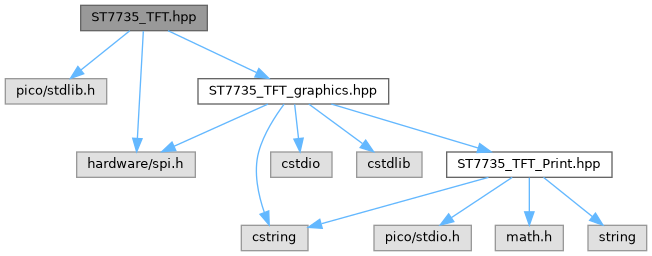 ST7735_TFT.hpp
pico/stdlib.h
ST7735_TFT_graphics.hpp
hardware/spi.h
cstdio
cstdlib
ST7735_TFT_Print.hpp
cstring
pico/stdio.h
math.h
string